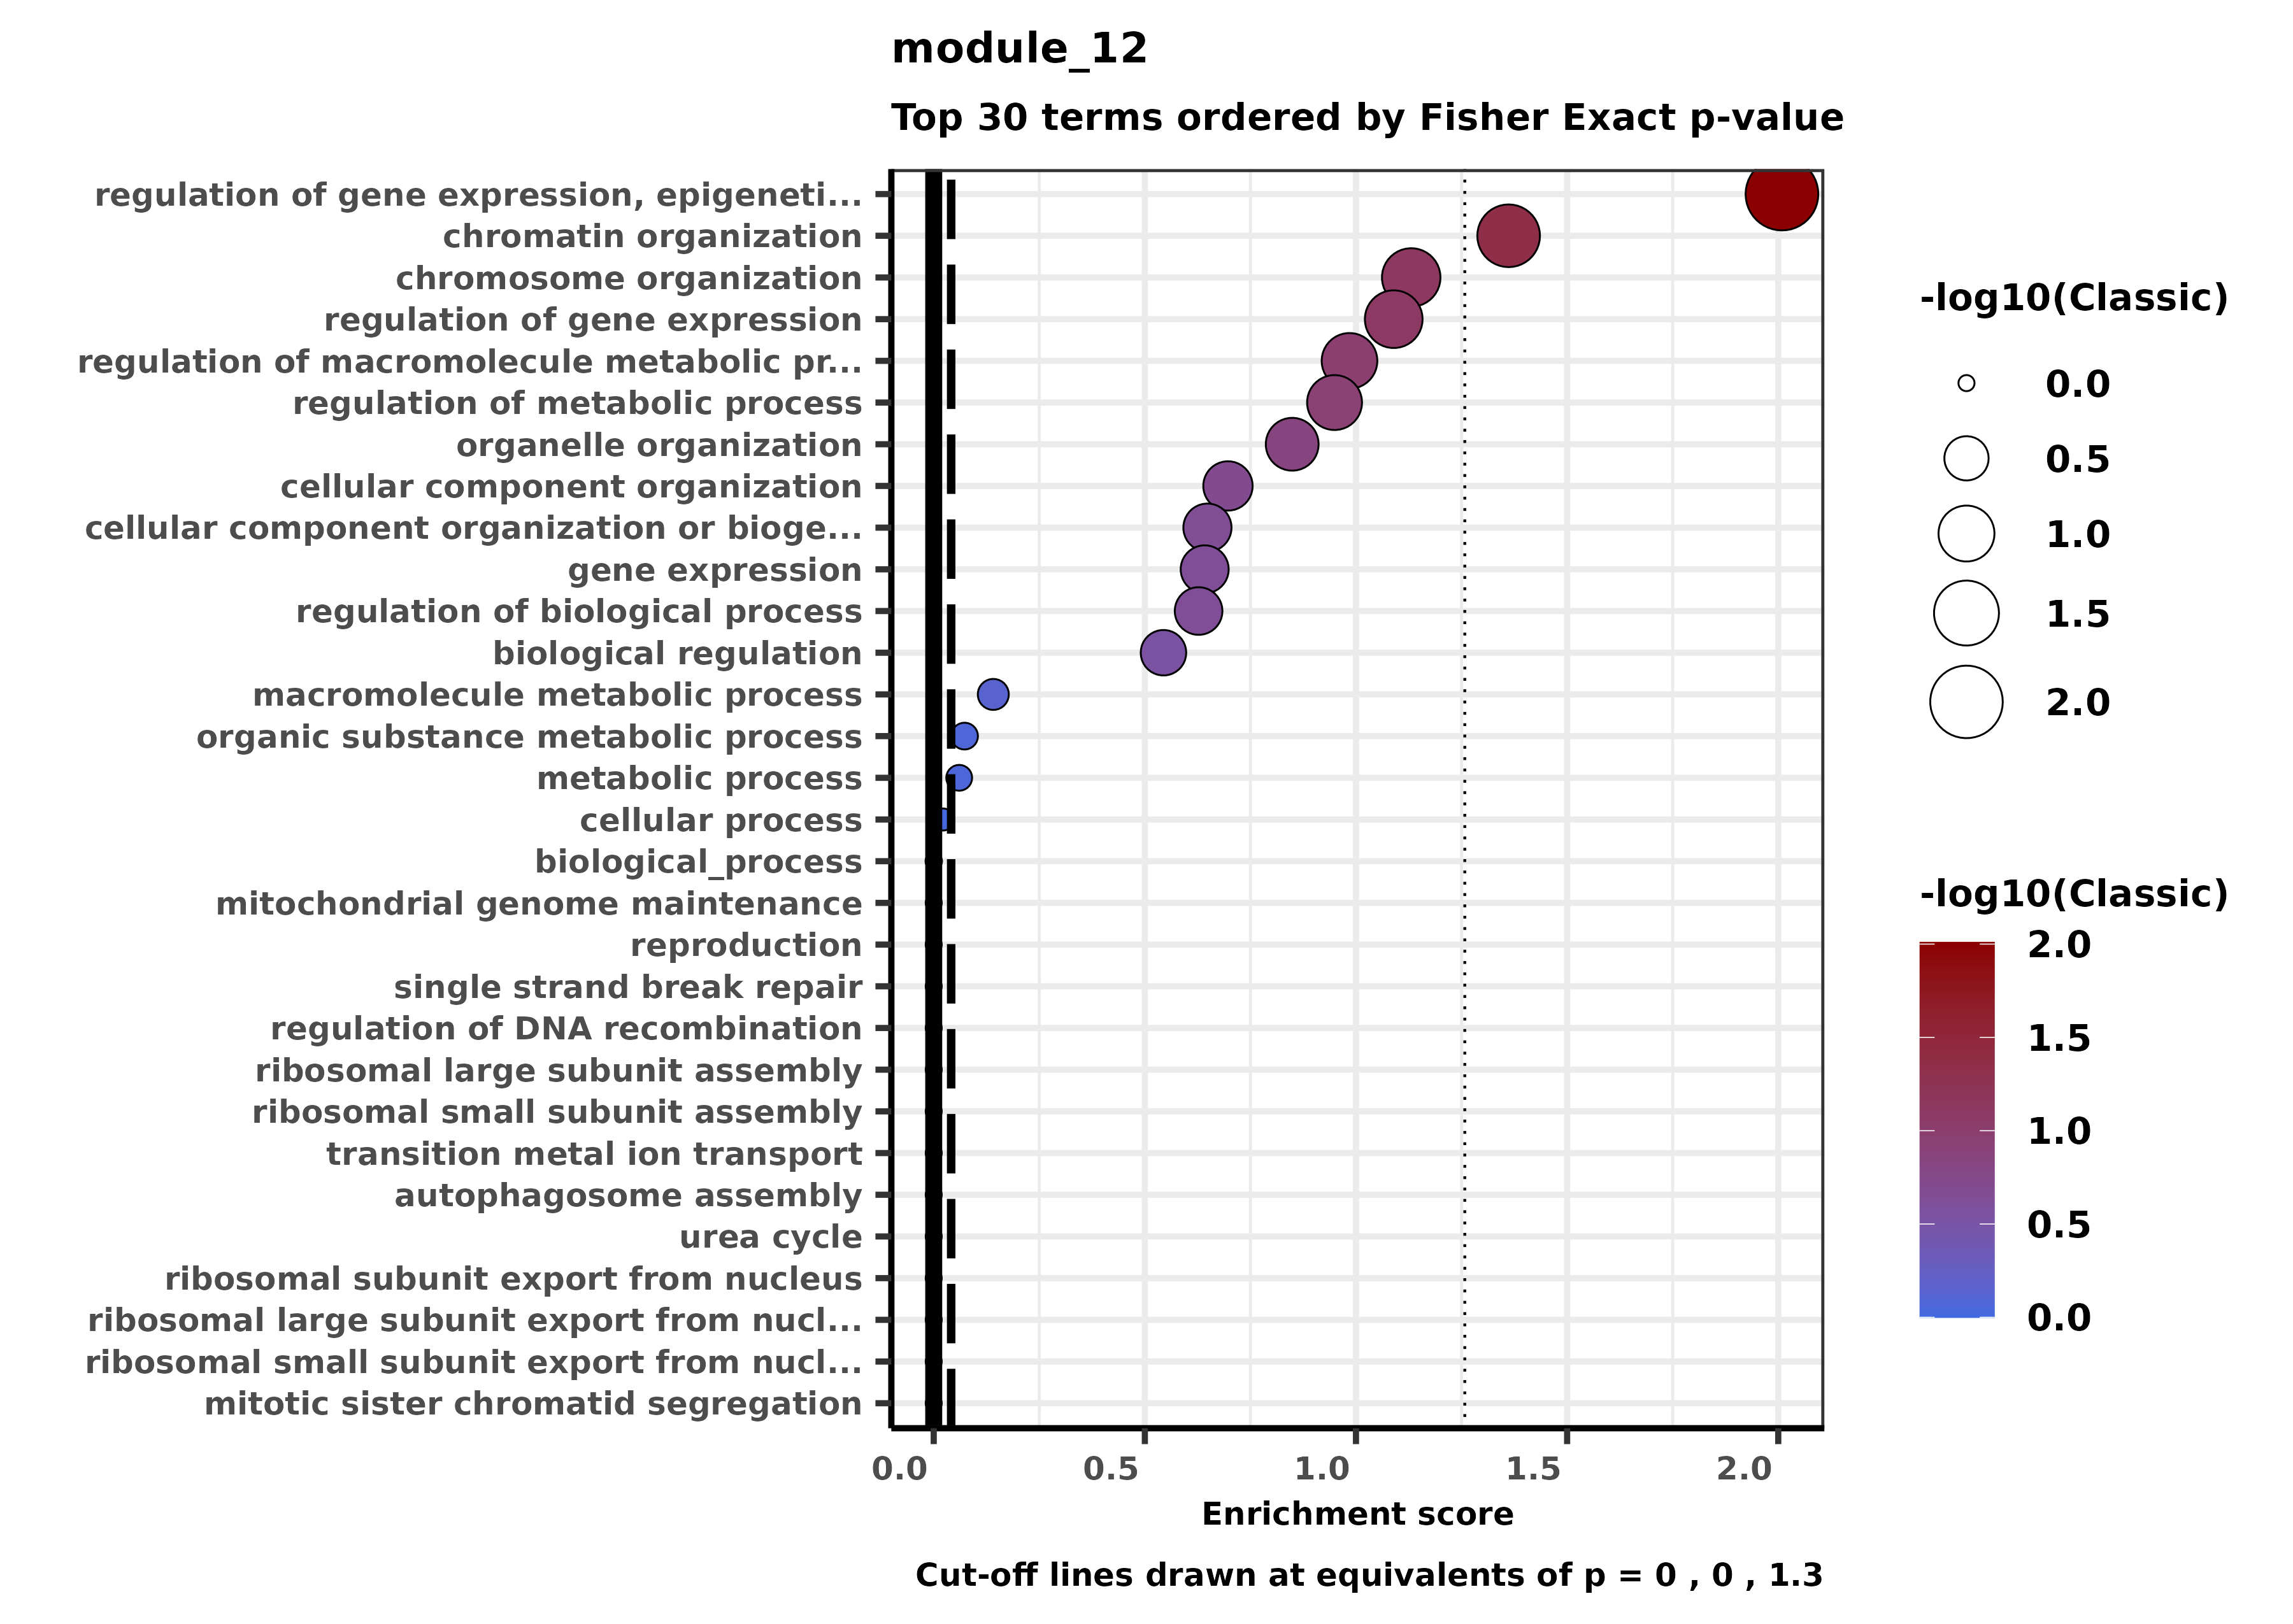 module_12
Top 30 terms ordered by Fisher Exact p-value
regulation of gene expression, epigeneti...
chromatin organization
chromosome organization
regulation of gene expression
regulation of macromolecule metabolic pr...
regulation of metabolic process
organelle organization
cellular component organization
cellular component organization or bioge...
gene expression
regulation of biological process
biological regulation
macromolecule metabolic process
organic substance metabolic process
metabolic process
cellular process
biological_process
mitochondrial genome maintenance
reproduction
single strand break repair
regulation of DNA recombination
ribosomal large subunit assembly
ribosomal small subunit assembly
transition metal ion transport
autophagosome assembly
urea cycle
ribosomal subunit export from nucleus
ribosomal large subunit export from nucl...
ribosomal small subunit export from nucl...
mitotic sister chromatid segregation
0.0 0.5 1.0 1.5 2.0
Enrichment score
Cut-off lines drawn at equivalents of p = 0 , 0 , 1.3
-log10(Classic)
0.0
0.5
1.0
1.5
2.0
-log10(Classic)
2.0
1.5
1.0
0.5
0.0